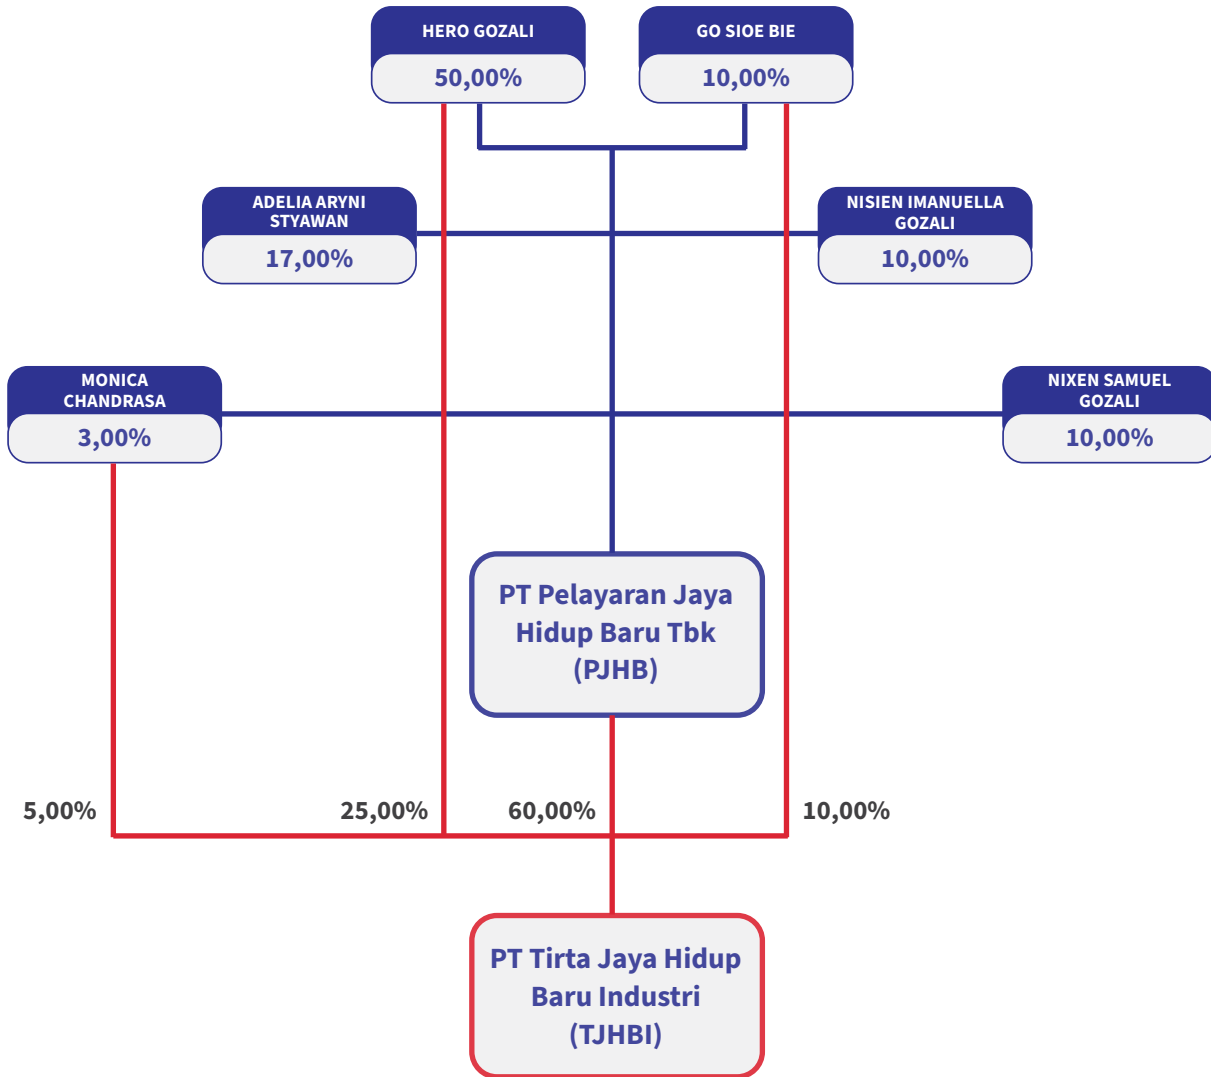 HERO GOZALI
50,00%
GO SIOE BIE
10,00%
ADELIA ARYNI
STYAWAN
17,00%
NISIEN IMANUELLA
GOZALI
10,00%
MONICA
CHANDRASA
3,00%
NIXEN SAMUEL
GOZALI
10,00%
PT Pelayaran Jaya
Hidup Baru Tbk
(PJHB)
5,00%
25,00%
60,00%
10,00%
PT Tirta Jaya Hidup
Baru Industri
(TJHBI)